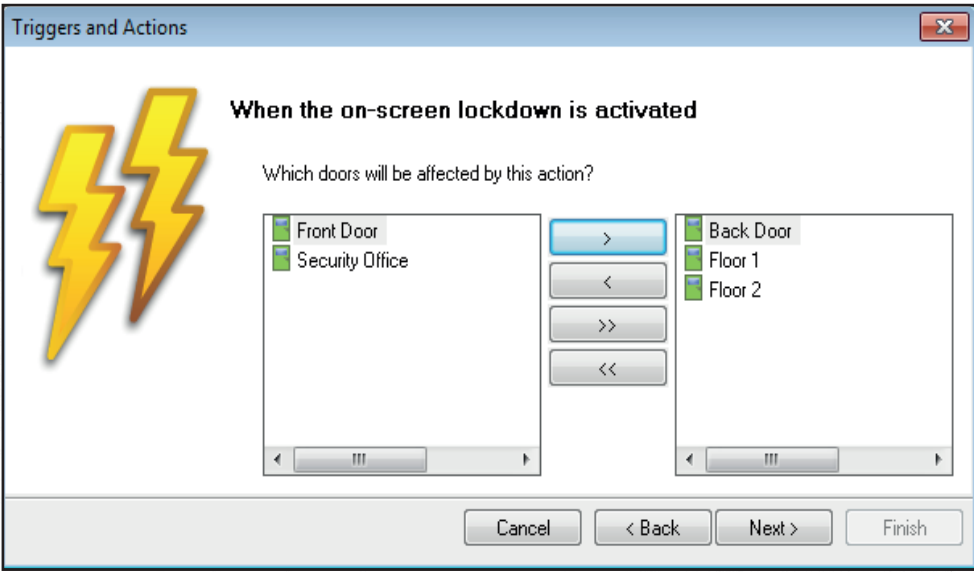 Triggers and Actions
When the on-screen lockdown is activated
Which doors will be affected by this action?
Front Door
Security Office
>
<
>>
<<
Back Door
Floor 1
Floor 2
Cancel
< Back
Next >
Finish